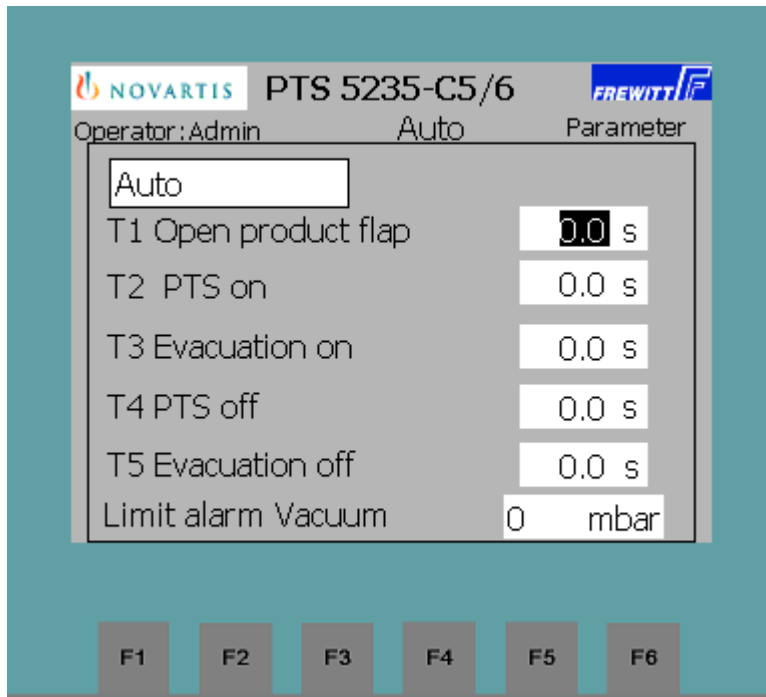 NOVARTIS PTS 5235-C5/6 FREWITT
Operator:Admin Auto Parameter
Auto
T1 Open product flap 0.0 s
T2 PTS on 0.0 s
T3 Evacuation on 0.0 s
T4 PTS off 0.0 s
T5 Evacuation off 0.0 s
Limit alarm Vacuum 0 mbar
F1 F2 F3 F4 F5 F6